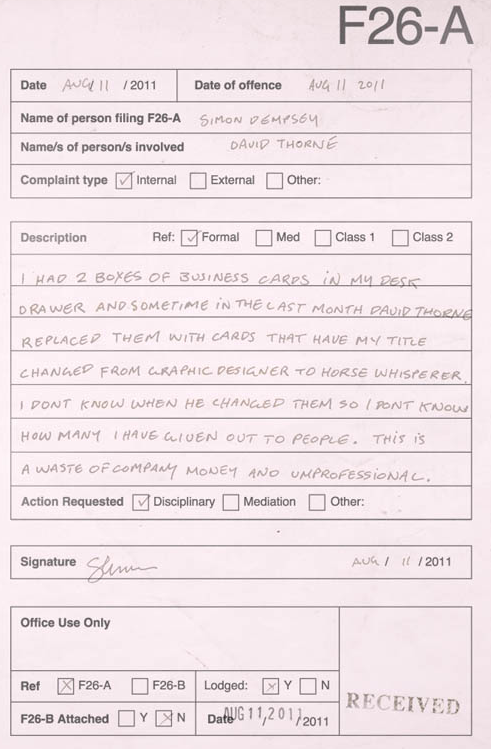 F26-A
Date AUG / 11 / 2011 Date of offence AUG 11 2011
Name of person filing F26-A SIMON DEMPSEY
Name/s of person/s involved DAVID THORNE
Complaint type Internal External Other:
Description Ref: Formal Med Class 1 Class 2
I HAD 2 BOXES OF BUSINESS CARDS IN MY DESK
DRAWER AND SOMETIME IN THE LAST MONTH DAVID THORNE
REPLACED THEM WITH CARDS THAT HAVE MY TITLE
CHANGED FROM GRAPHIC DESIGNER TO HORSE WHISPERER.
I DONT KNOW WHEN HE CHANGED THEM SO I DONT KNOW
HOW MANY I HAVE GIVEN OUT TO PEOPLE. THIS IS
A WASTE OF COMPANY MONEY AND UNPROFESSIONAL.
Action Requested Disciplinary Mediation Other:
Signature AUG / 11 / 2011
Office Use Only
Ref F26-A F26-B Lodged: Y N
F26-B Attached Y N Date AUG 11, 2011 / 2011
RECEIVED